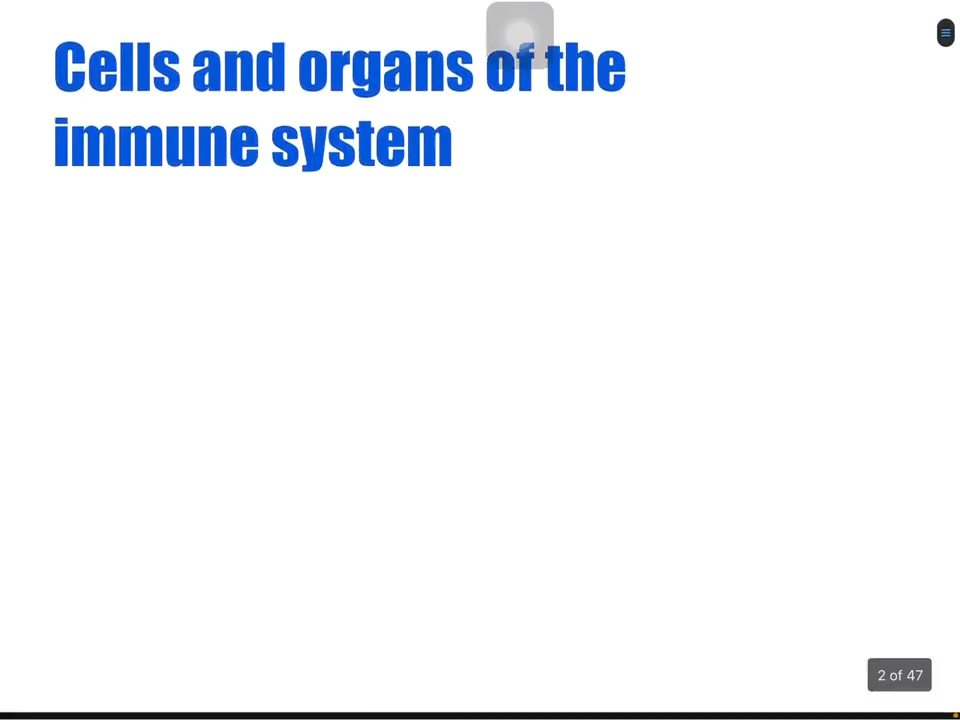 Cells and organs of the
immune system
2 of 47